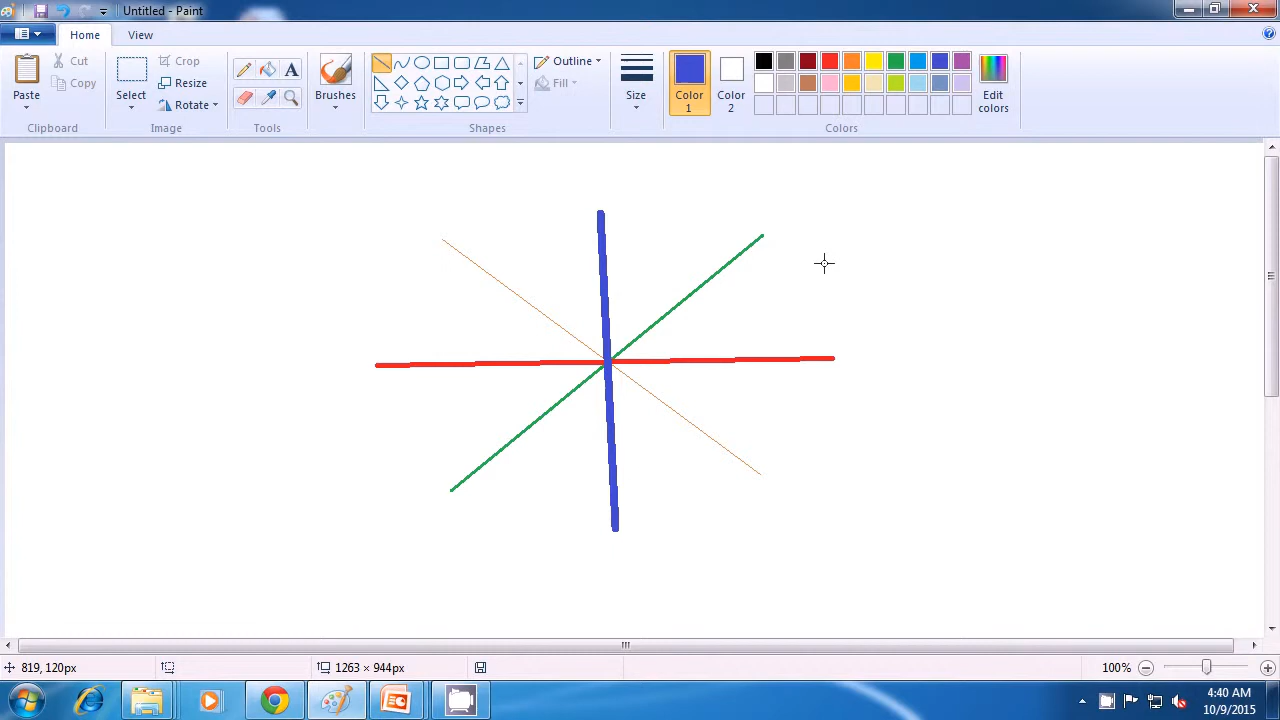 Untitled - Paint
Home View
Paste
Cut
Copy
Clipboard
Select
Crop
Resize
Rotate
Image
A
Tools
Brushes
Shapes
Outline
Fill
Size
Color 1
Color 2
Edit colors
Colors
819, 120px
1263 × 944px
100%
4:40 AM
10/9/2015